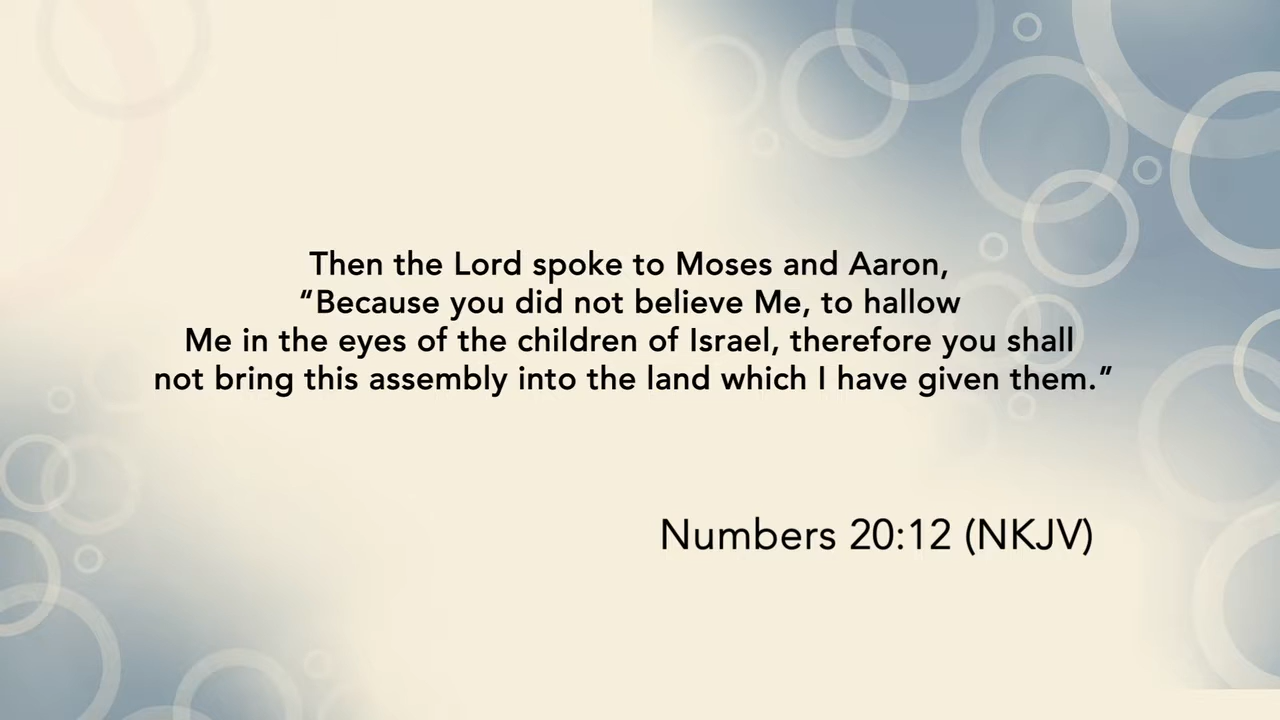 Then the Lord spoke to Moses and Aaron,
“Because you did not believe Me, to hallow
Me in the eyes of the children of Israel, therefore you shall
not bring this assembly into the land which I have given them.”
Numbers 20:12 (NKJV)